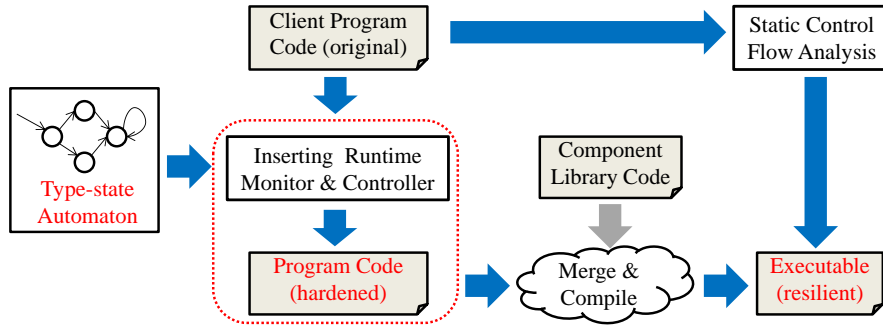 Client Program
Code (original)
Static Control
Flow Analysis
Type-state
Automaton
Inserting Runtime
Monitor & Controller
Component
Library Code
Program Code
(hardened)
Merge &
Compile
Executable
(resilient)